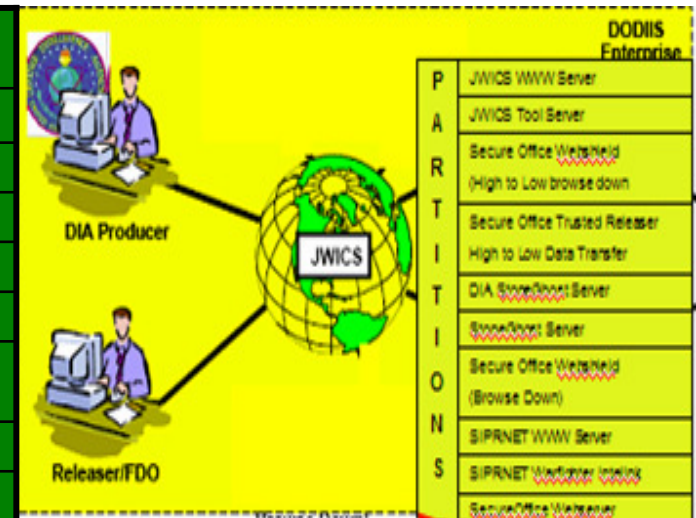 DODIIS
Enterprise
P
A
R
T
I
T
I
O
N
S
JWICS WWW Server
JWICS Tool Server
Secure Office Webshield
(High to Low browse down
Secure Office Trusted Releaser
High to Low Data Transfer
DIA StoneGhost Server
StoneGhost Server
Secure Office Webshield
(Browse Down)
SIPRNET WWW Server
SIPRNET Warfighter Intelink
SecureOffice Webserver
DIA Producer
JWICS
Releaser/FDO